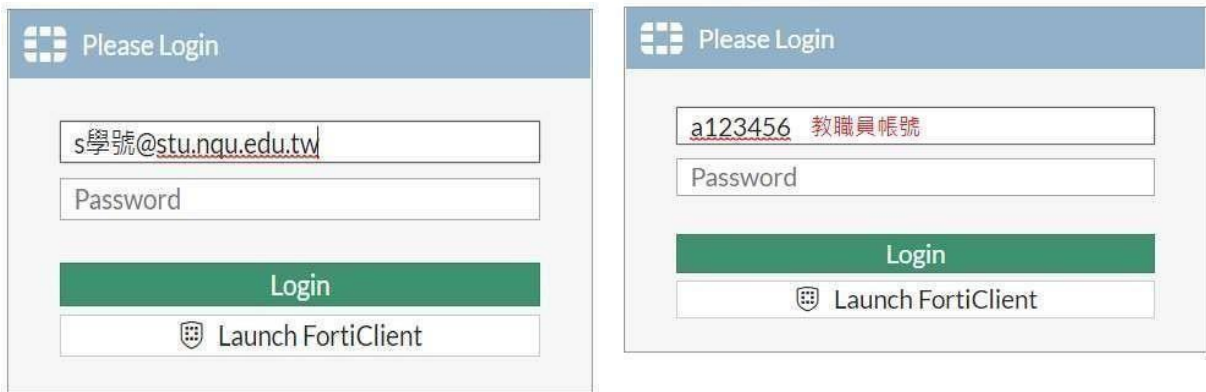 Please Login
s學號@stu.nqu.edu.tw
Password
Login
Launch FortiClient
Please Login
a123456 教職員帳號
Password
Login
Launch FortiClient